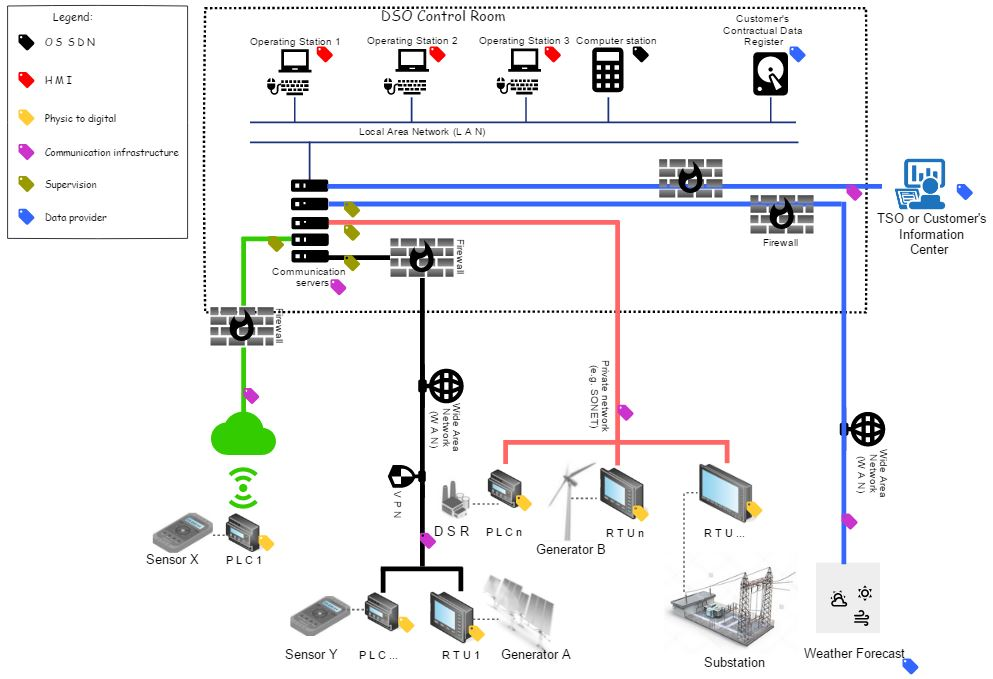 Legend:
O S S D N
H M I
Physic to digital
Communication infrastructure
Supervision
Data provider
DSO Control Room
Operating Station 1
Operating Station 2
Operating Station 3
Computer station
Customer's
Contractual Data
Register
Local Area Network (L A N)
Communication
servers
Firewall
Firewall
Firewall
TSO or Customer's
Information
Center
Wide Area
Network
(W A N)
V P N
Private network
(e.g. SONET)
Wide Area
Network
(W A N)
D S R
P L C n
Generator B
R T U n
R T U ...
Sensor X
P L C 1
Sensor Y
P L C ...
R T U 1
Generator A
Substation
Weather Forecast